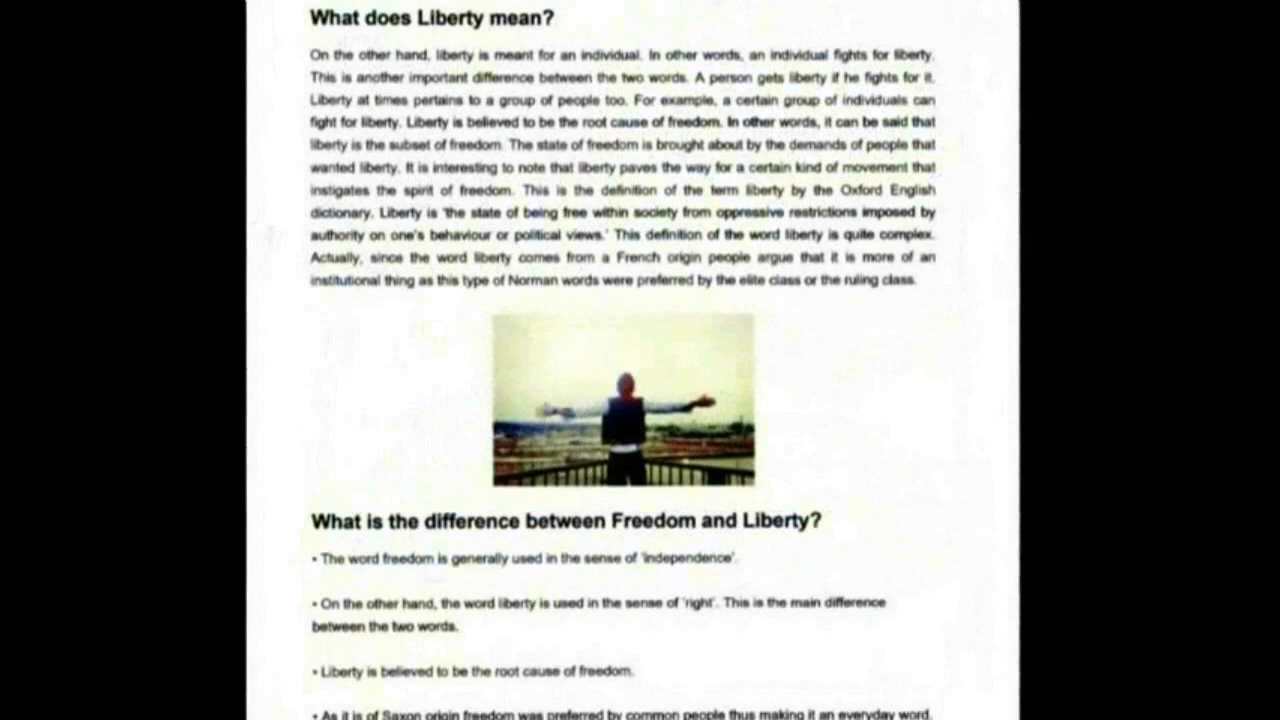 What does Liberty mean?
On the other hand, liberty is meant for an individual. In other words, an individual fights for liberty.
This is another important difference between the two words. A person gets liberty if he fights for it.
Liberty at times pertains to a group of people too. For example, a certain group of individuals can
fight for liberty. Liberty is believed to be the root cause of freedom. In other words, it can be said that
liberty is the subset of freedom. The state of freedom is brought about by the demands of people that
wanted liberty. It is interesting to note that liberty paves the way for a certain kind of movement that
instigates the spirit of freedom. This is the definition of the term liberty by the Oxford English
dictionary. Liberty is 'the state of being free within society from oppressive restrictions imposed by
authority on one's behaviour or political views.' This definition of the word liberty is quite complex.
Actually, since the word liberty comes from a French origin people argue that it is more of an
institutional thing as this type of Norman words were preferred by the elite class or the ruling class.
What is the difference between Freedom and Liberty?
• The word freedom is generally used in the sense of 'independence'.
• On the other hand, the word liberty is used in the sense of 'right'. This is the main difference
between the two words.
• Liberty is believed to be the root cause of freedom.
• As it is of Saxon origin freedom was preferred by common people thus making it an everyday word.